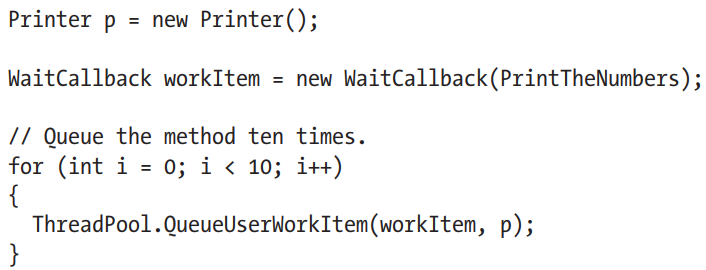 Printer p = new Printer();
WaitCallback workItem = new WaitCallback(PrintTheNumbers);
// Queue the method ten times.
for (int i = 0; i < 10; i++)
{
  ThreadPool.QueueUserWorkItem(workItem, p);
}